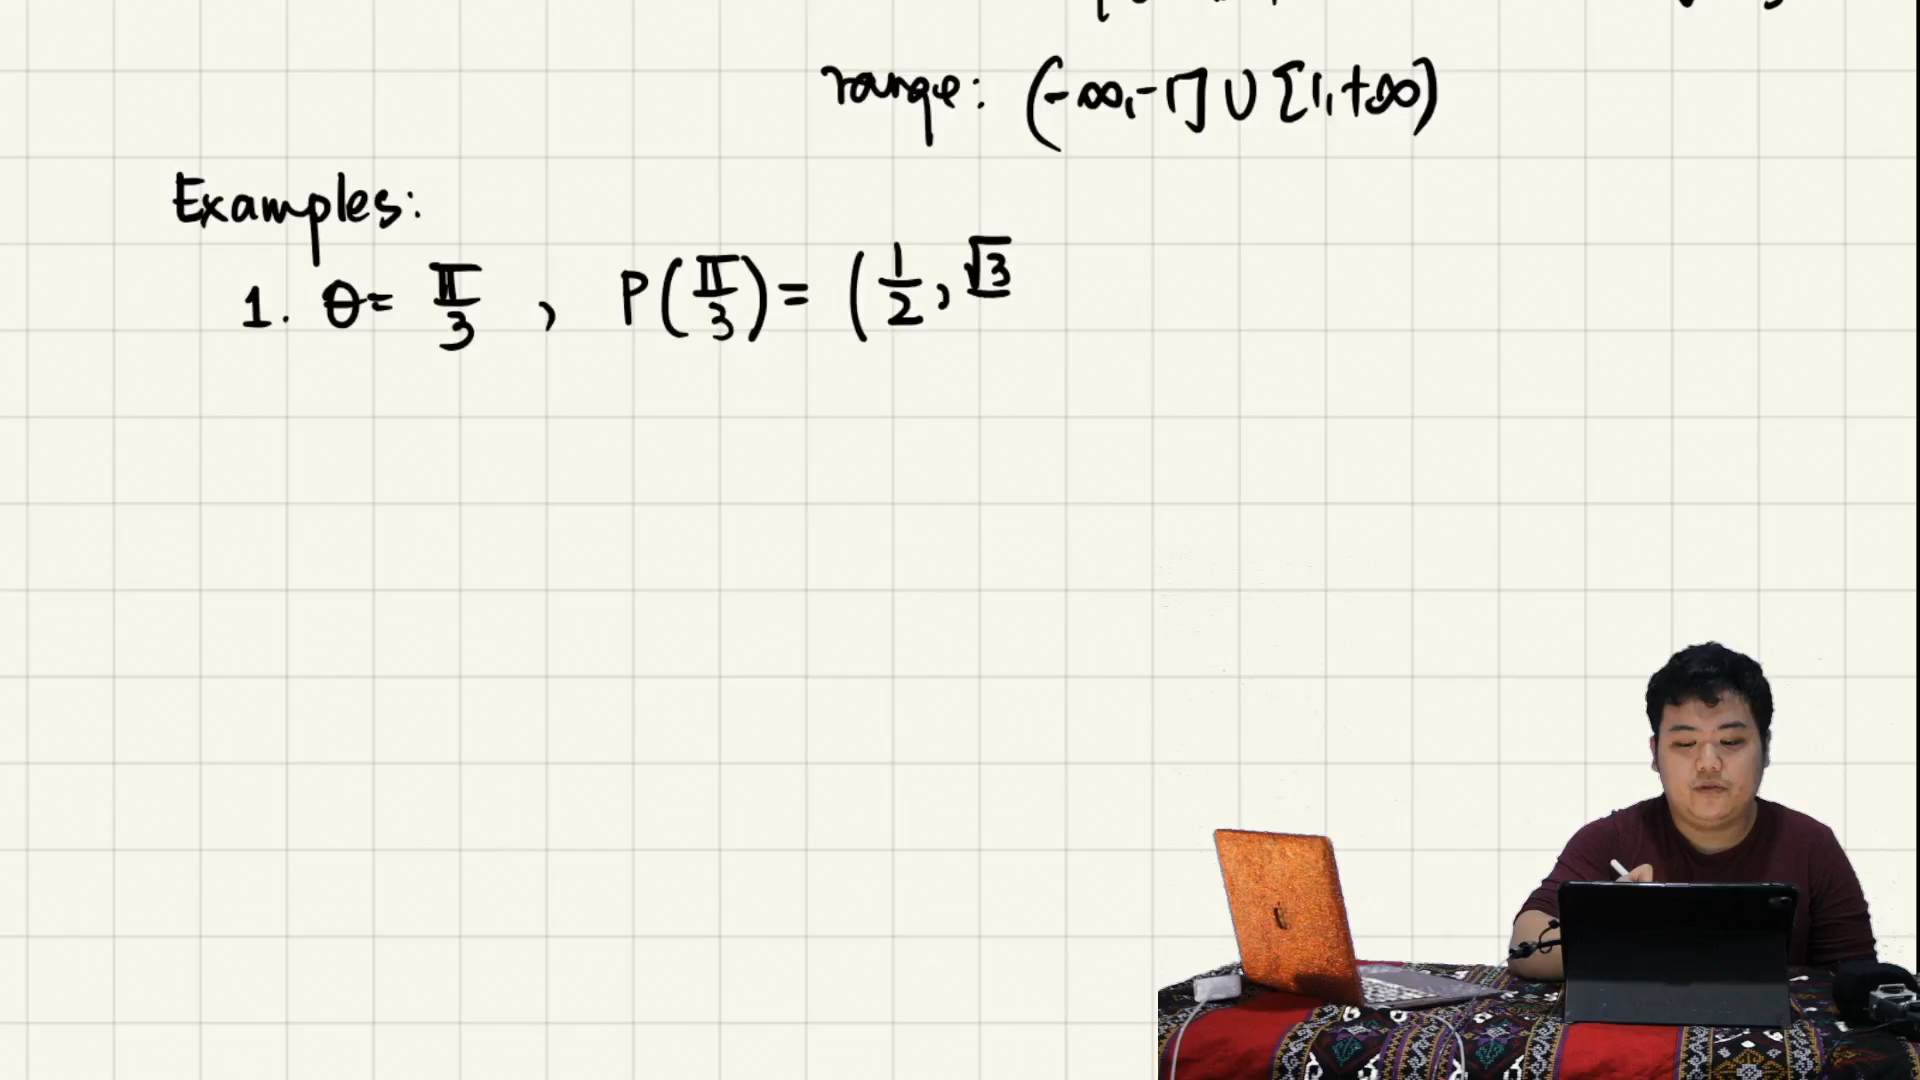 range: (-∞,-1] ∪ [1,+∞)
Examples:
1. θ = π/3 , P(π/3) = (1/2, √3